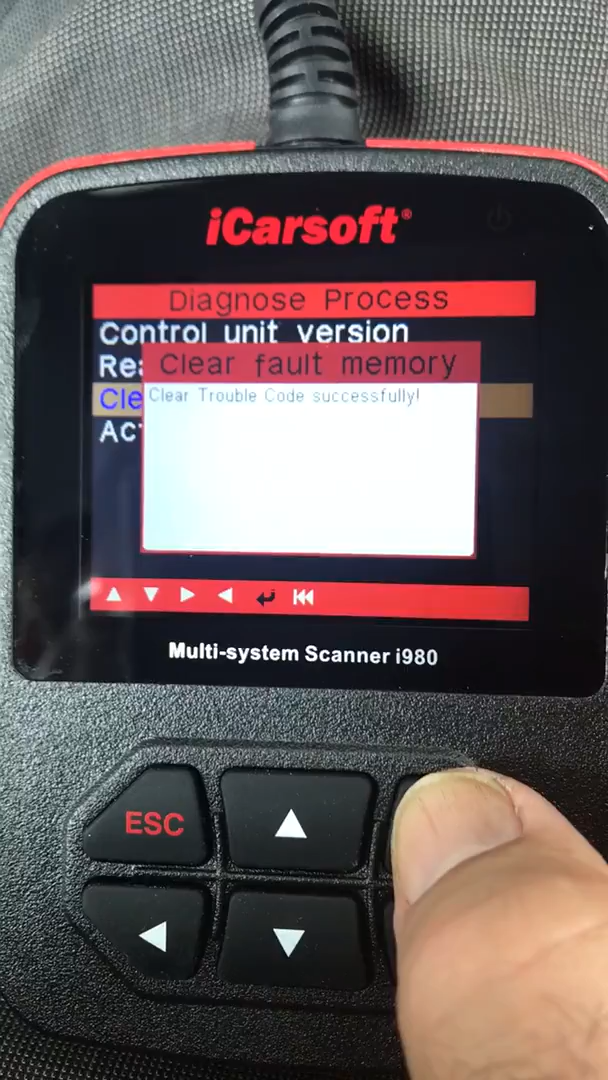 iCarsoft®
Diagnose Process
Control unit version
Clear fault memory
Clear Trouble Code successfully!
Multi-system Scanner i980
ESC